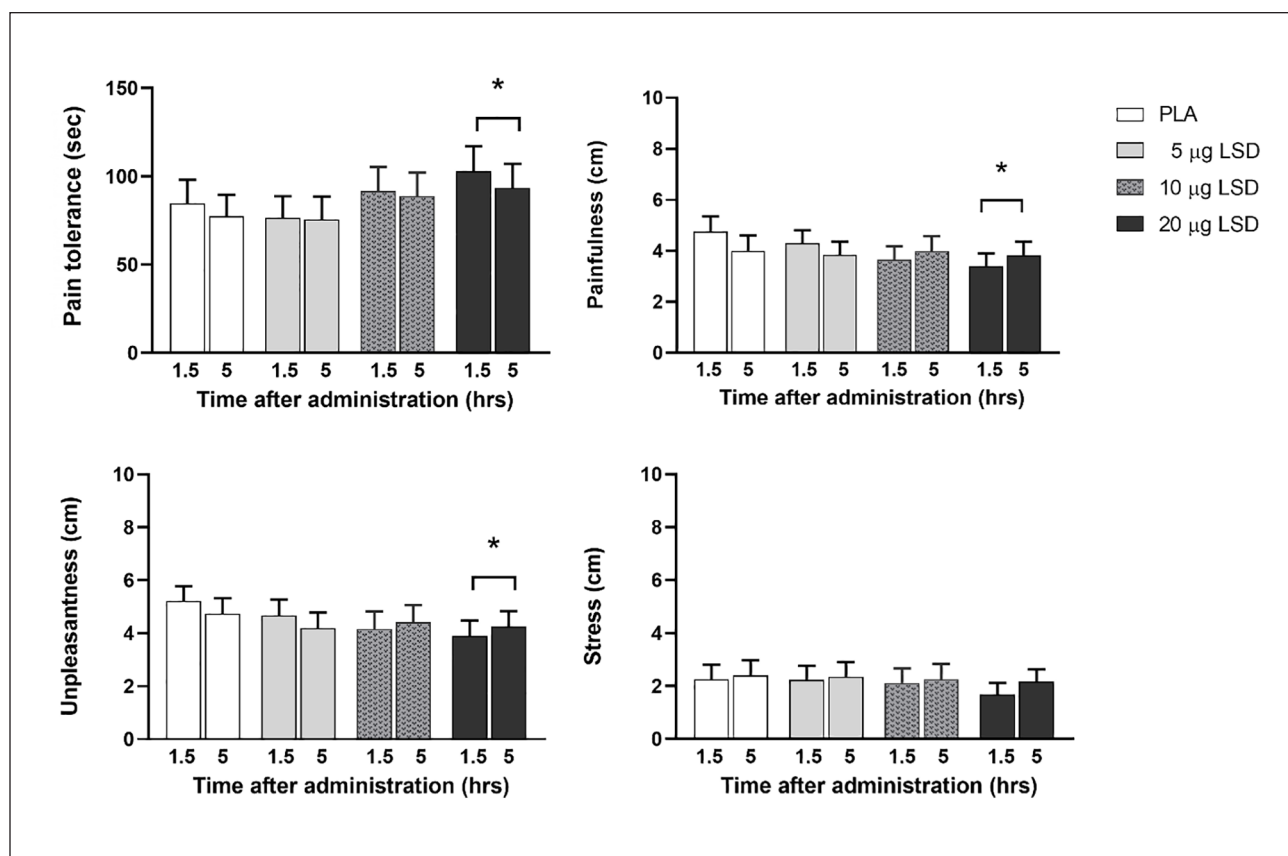 150
100
50
0
Pain tolerance (sec)
*
1.5 5 1.5 5 1.5 5 1.5 5
Time after administration (hrs)
10
8
6
4
2
0
Painfulness (cm)
*
1.5 5 1.5 5 1.5 5 1.5 5
Time after administration (hrs)
PLA
5 μg LSD
10 μg LSD
20 μg LSD
10
8
6
4
2
0
Unpleasantness (cm)
*
1.5 5 1.5 5 1.5 5 1.5 5
Time after administration (hrs)
10
8
6
4
2
0
Stress (cm)
1.5 5 1.5 5 1.5 5 1.5 5
Time after administration (hrs)